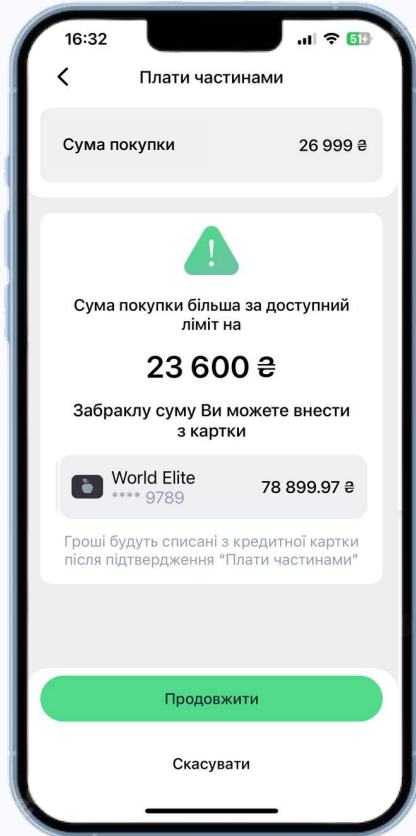 16:32
51
Плати частинами
Сума покупки 26 999 ₴
!
Сума покупки більша за доступний
ліміт на
23 600 ₴
Забраклу суму Ви можете внести
з картки
World Elite
**** 9789
78 899.97 ₴
Гроші будуть списані з кредитної картки
після підтвердження “Плати частинами”
Продовжити
Скасувати